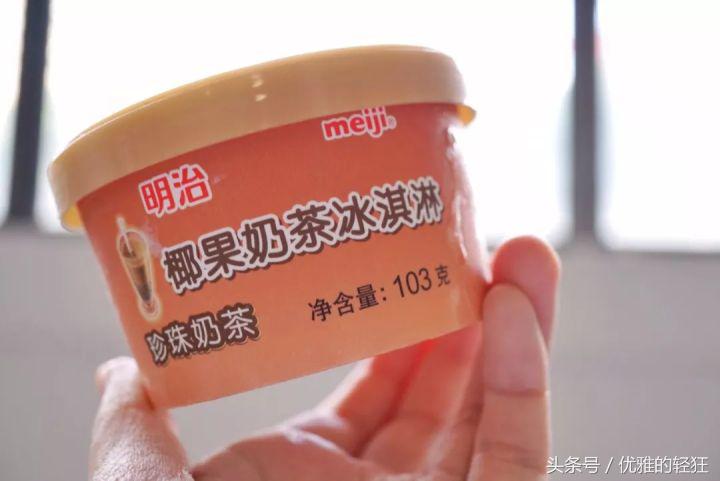 明治
meiji
椰果奶茶冰淇淋
珍珠奶茶
净含量: 103克
头条号 / 优雅的轻狂